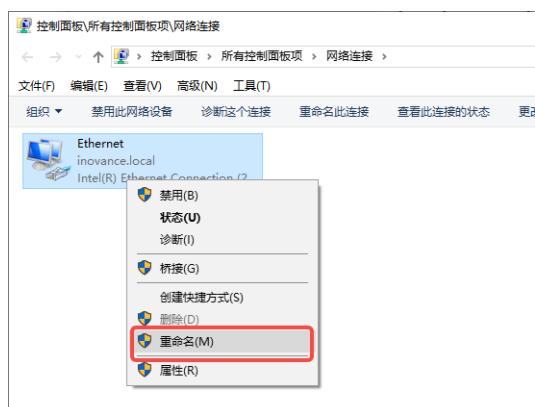 控制面板\所有控制面板项\网络连接
控制面板 › 所有控制面板项 › 网络连接 ›
文件(F) 编辑(E) 查看(V) 高级(N) 工具(T)
组织 禁用此网络设备 诊断这个连接 重命名此连接 查看此连接的状态 更改
Ethernet
inovance.local
Intel(R) Ethernet Connection (2...
禁用(B)
状态(U)
诊断(I)
桥接(G)
创建快捷方式(S)
删除(D)
重命名(M)
属性(R)